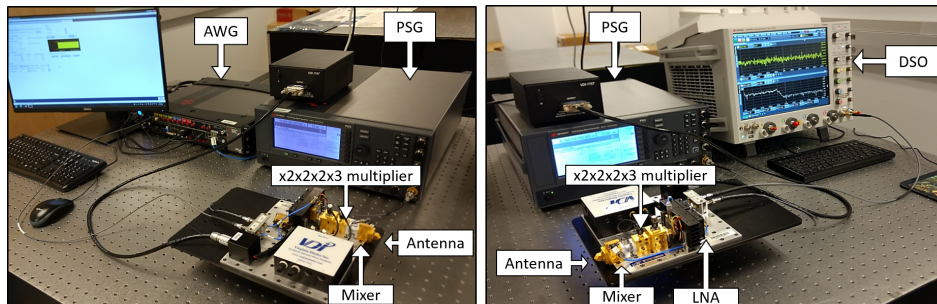 AWG
PSG
x2x2x2x3 multiplier
VDI
Antenna
Mixer
PSG
DSO
x2x2x2x3 multiplier
Antenna
Mixer
LNA